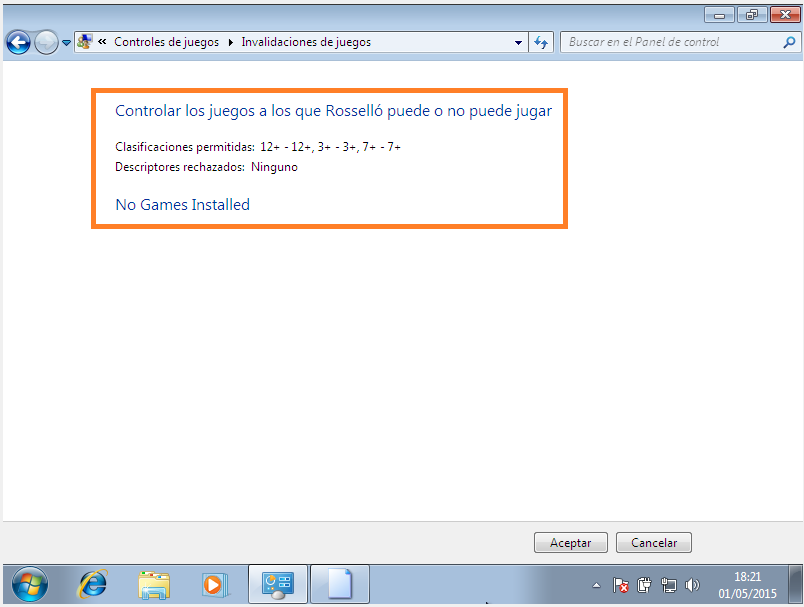 « Controles de juegos ▸ Invalidaciones de juegos
Buscar en el Panel de control
Controlar los juegos a los que Rosselló puede o no puede jugar
Clasificaciones permitidas: 12+ - 12+, 3+ - 3+, 7+ - 7+
Descriptores rechazados: Ninguno
No Games Installed
Aceptar
Cancelar
18:21
01/05/2015